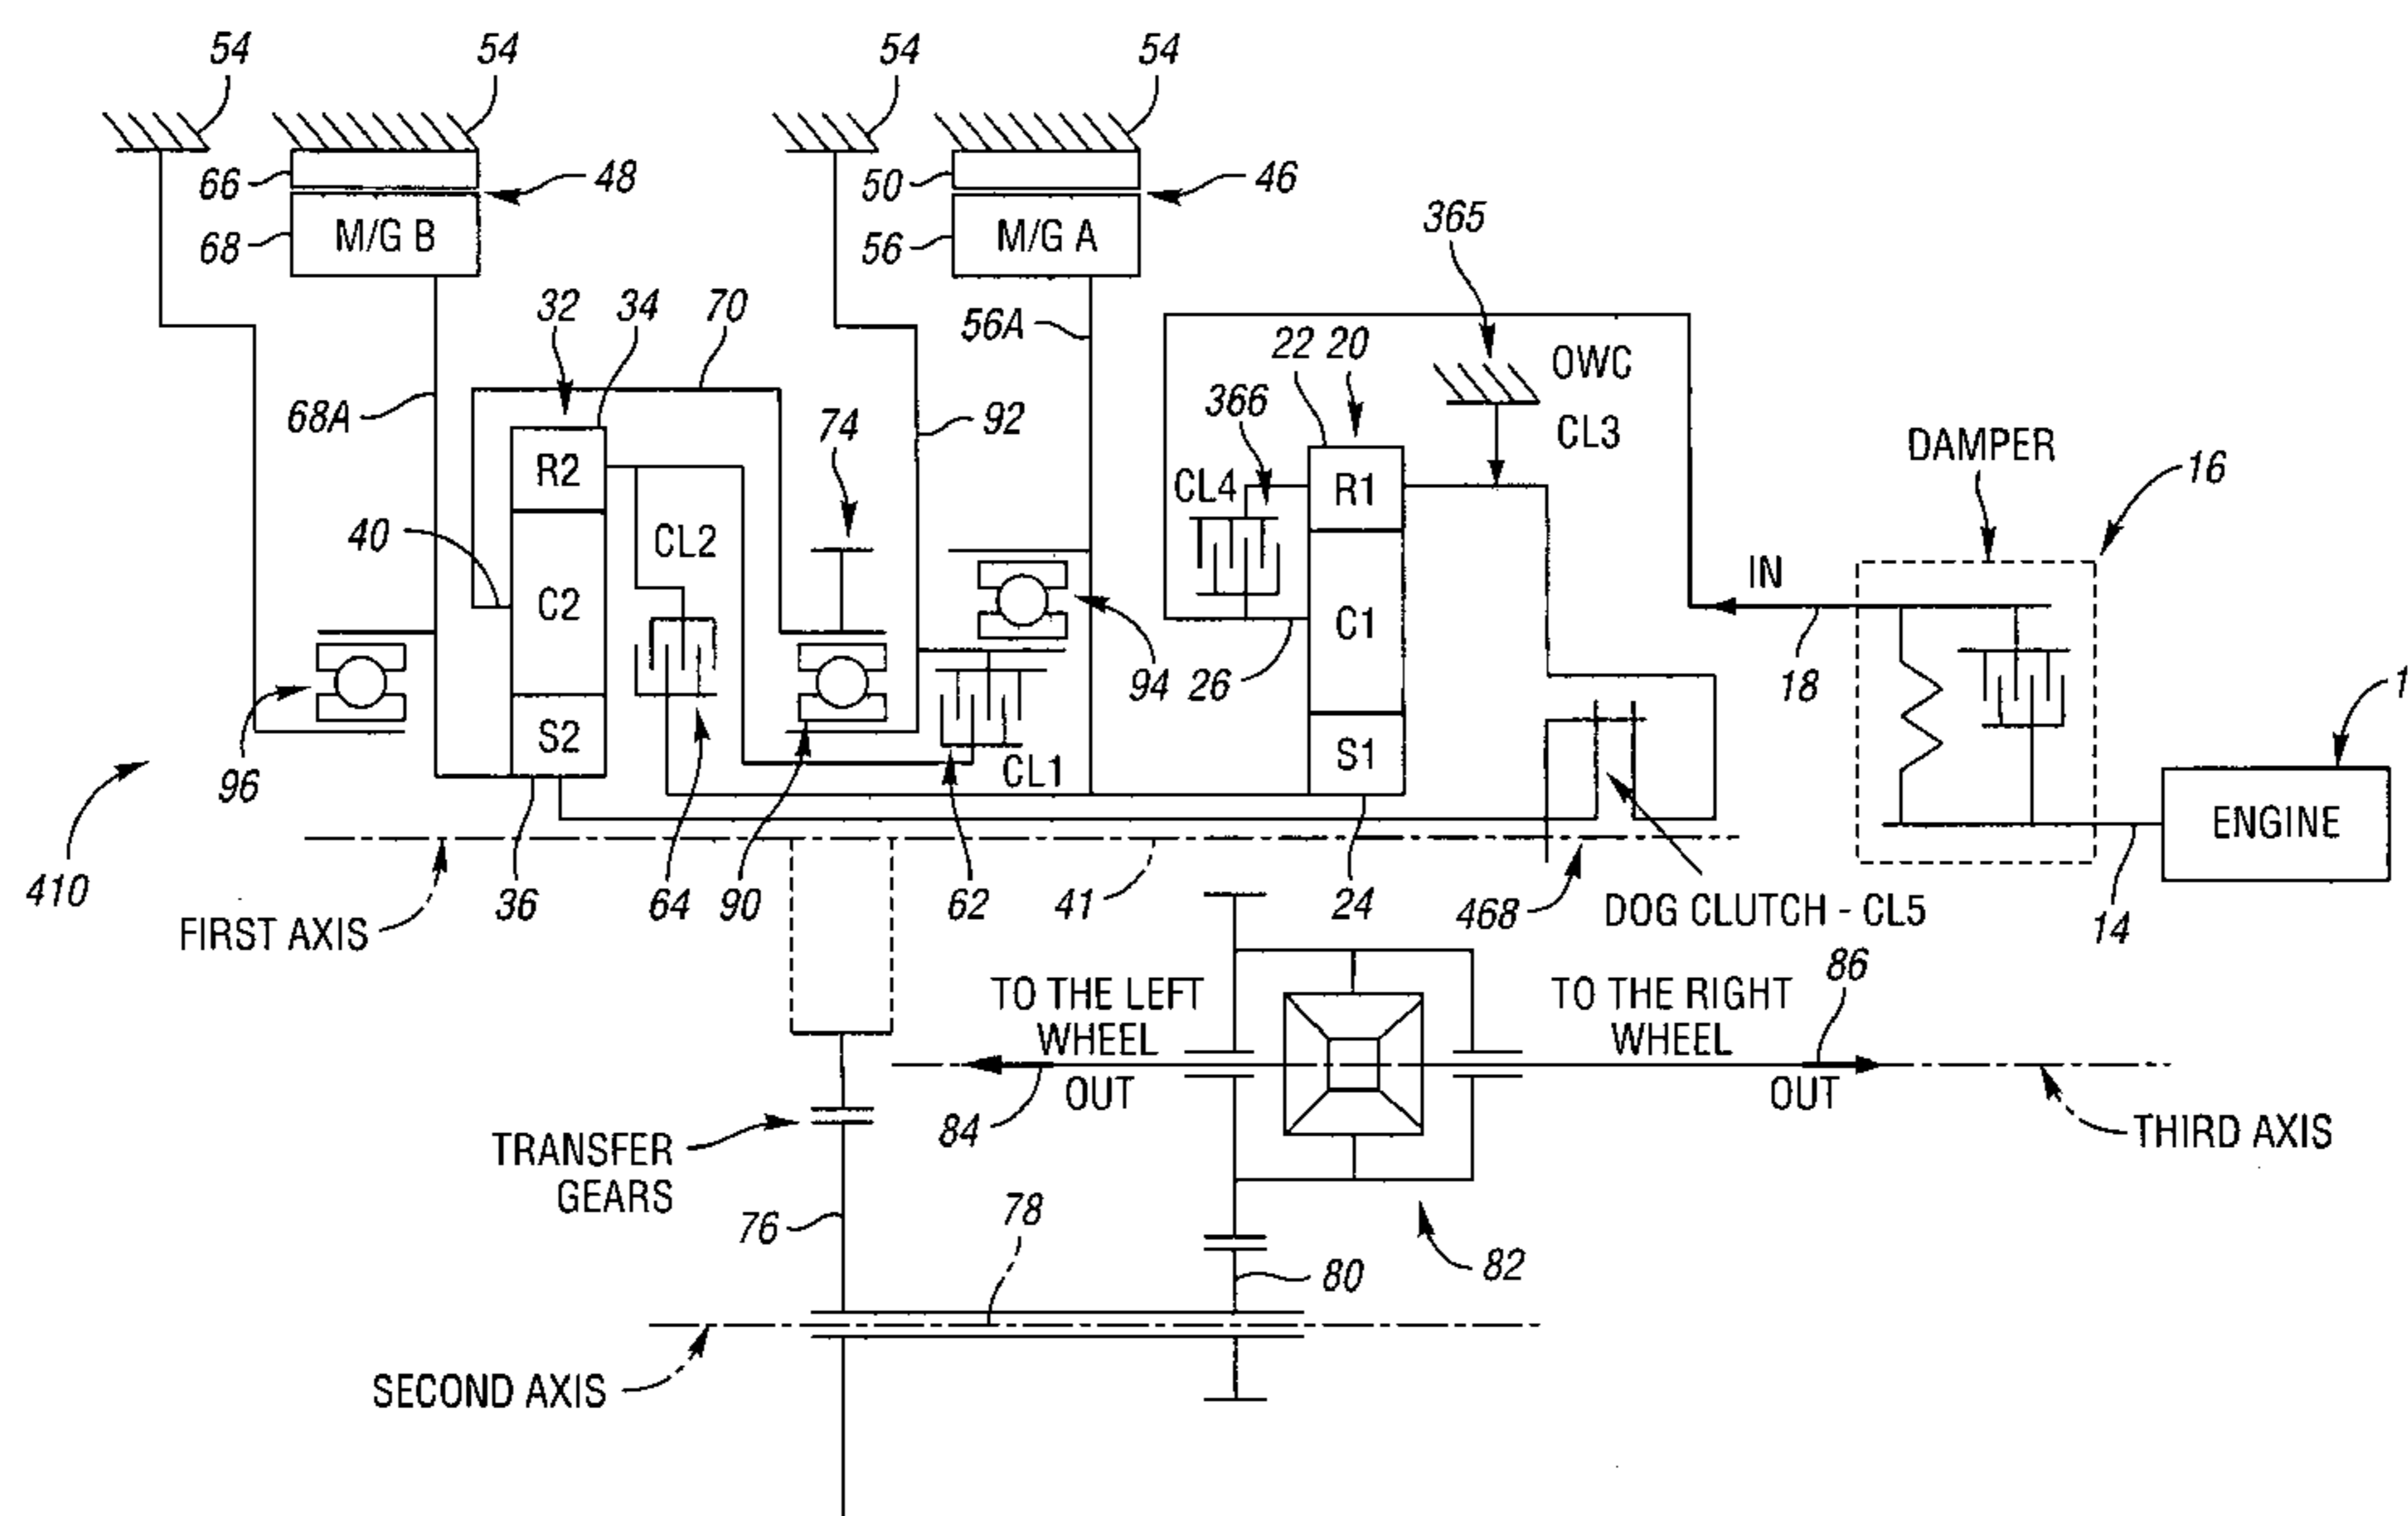 54
54
54
54
66
48
50
46
68
M/G B
56
M/G A
365
32
34
70
56A
22
20
OWC
366
CL3
68A
74
92
DAMPER
16
R2
CL4
R1
40
CL2
IN
C2
C1
94
26
18
S2
S1
96
CL1
ENGINE
410
36
64
90
62
41
24
468
DOG CLUTCH - CL5
14
FIRST AXIS
86
TO THE LEFT
WHEEL
TO THE RIGHT
WHEEL
OUT
OUT
84
THIRD AXIS
TRANSFER
GEARS
76
78
80
82
SECOND AXIS